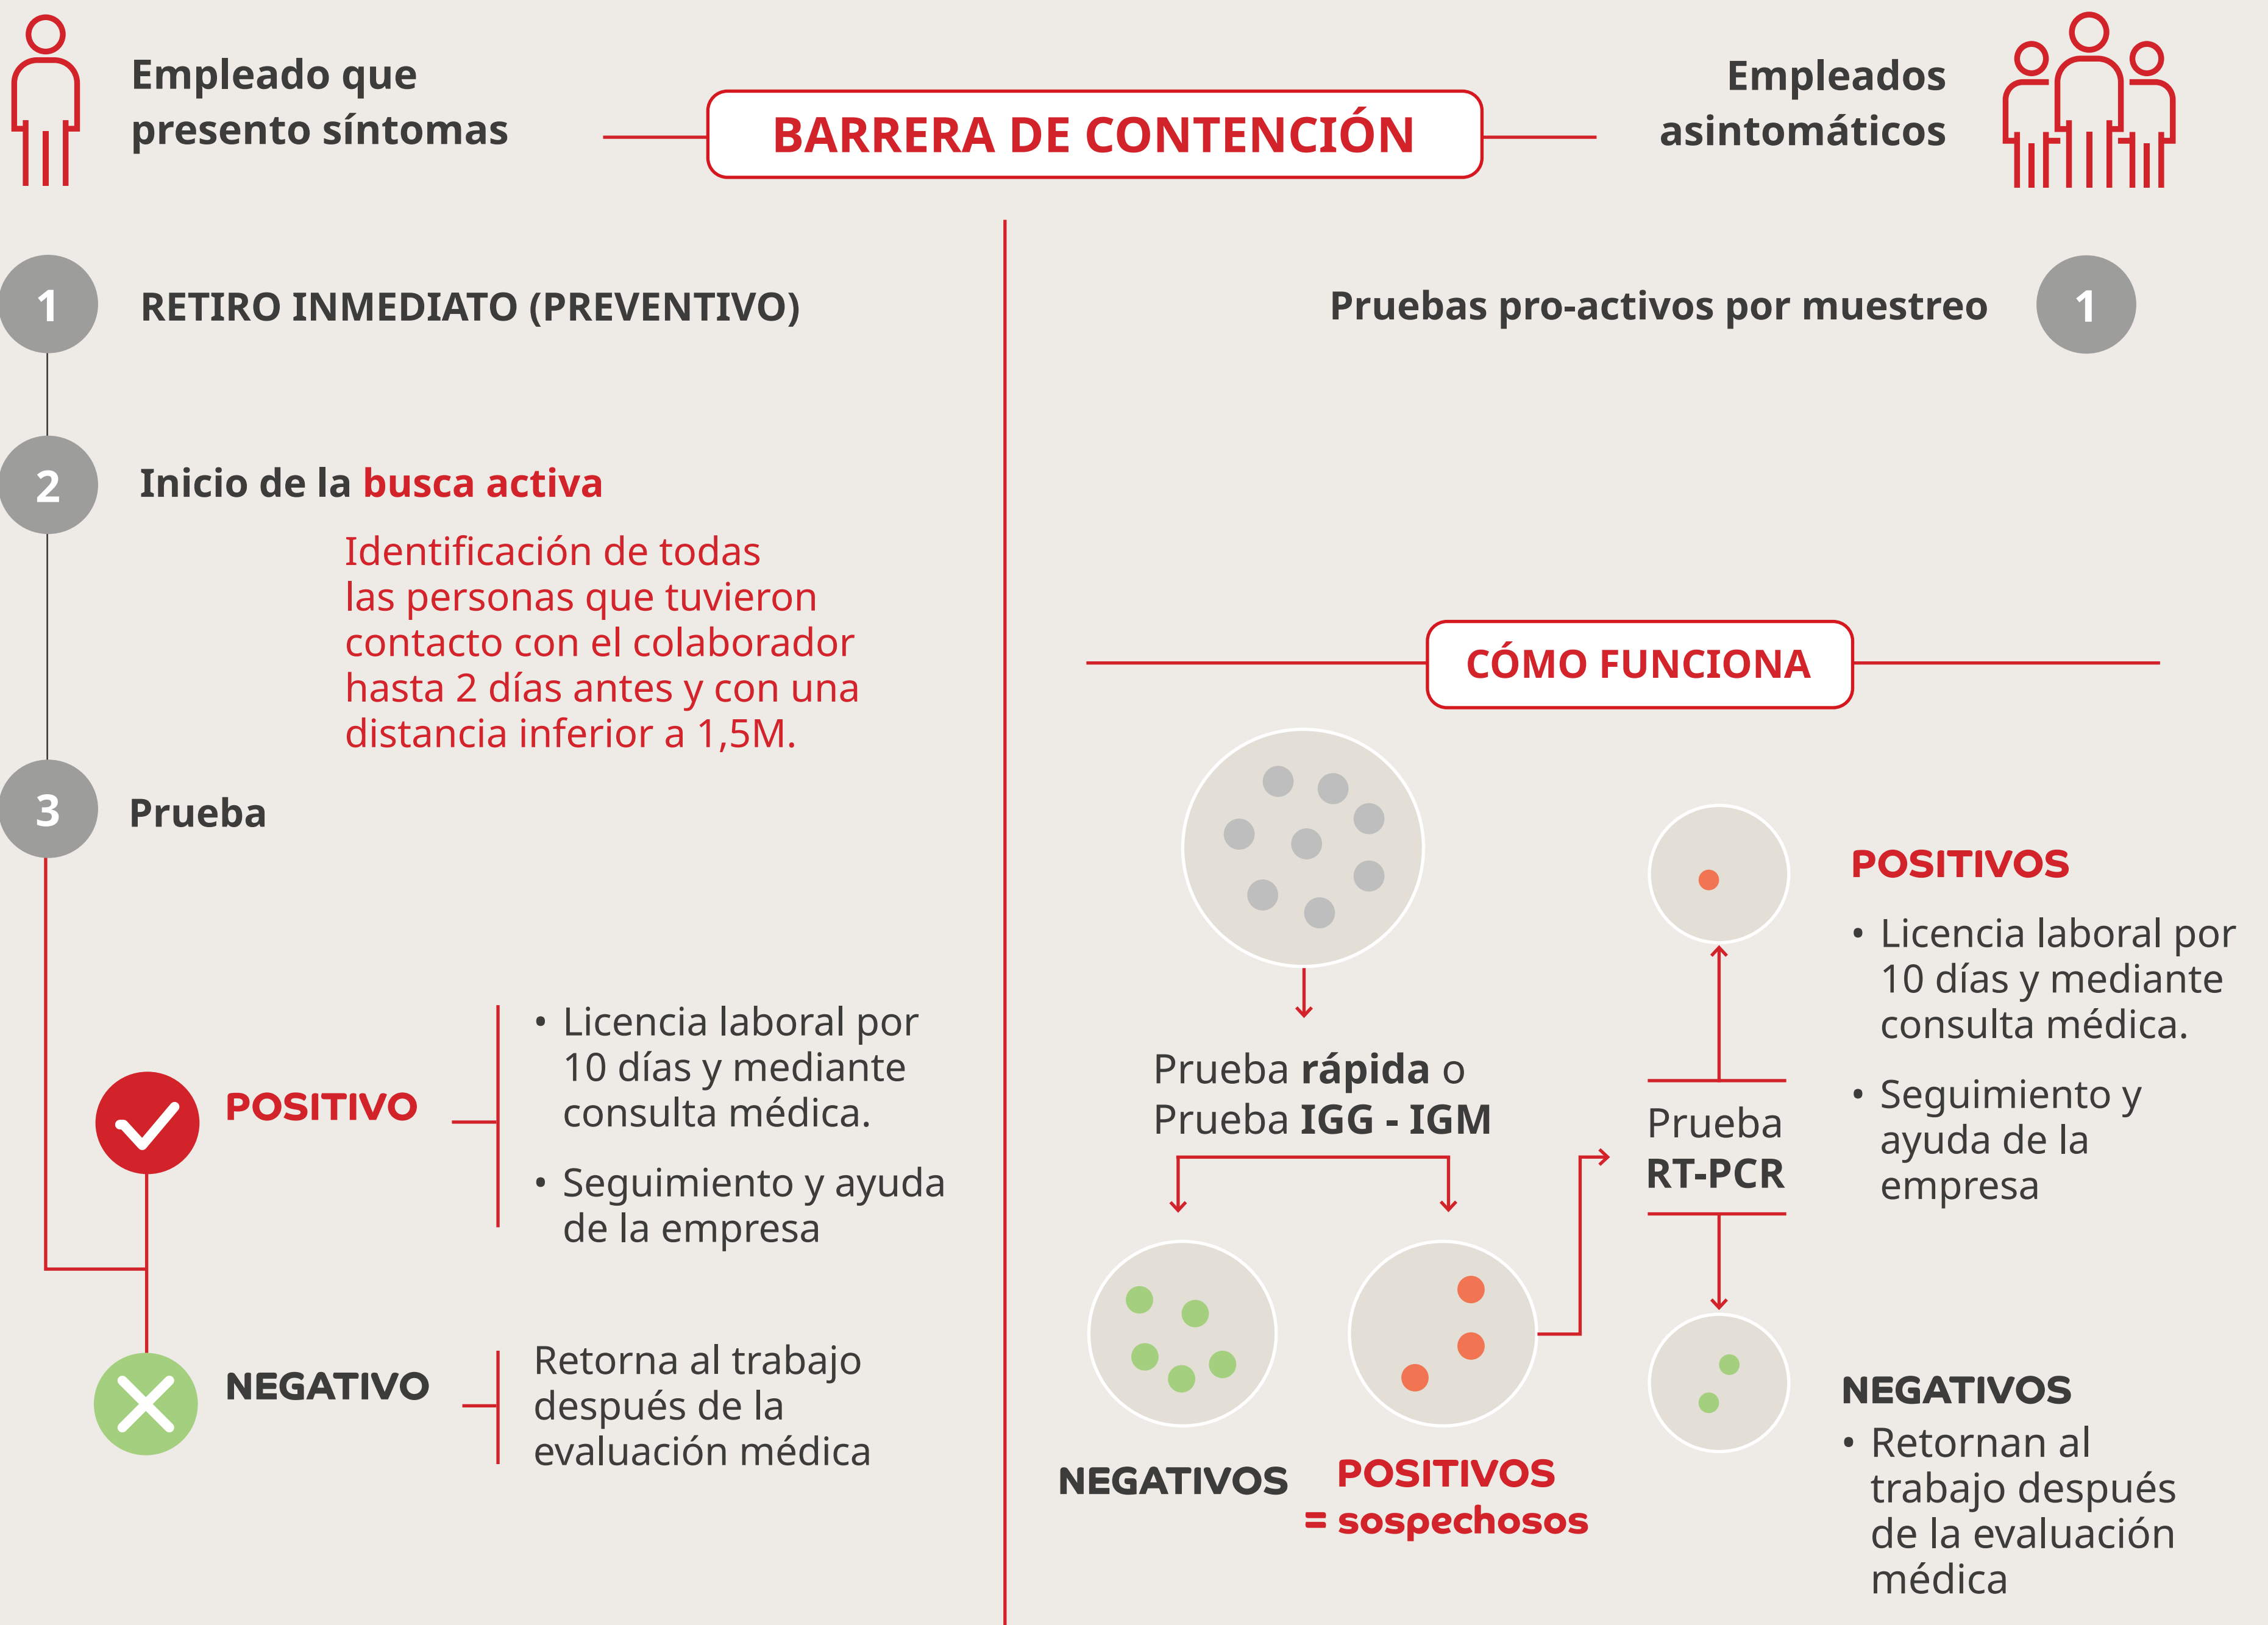 Empleado que
presento síntomas
BARRERA DE CONTENCIÓN
Empleados
asintomáticos
1
RETIRO INMEDIATO (PREVENTIVO)
2
Inicio de la busca activa
Identificación de todas
las personas que tuvieron
contacto con el colaborador
hasta 2 días antes y con una
distancia inferior a 1,5M.
3
Prueba
POSITIVO
• Licencia laboral por
10 días y mediante
consulta médica.
• Seguimiento y ayuda
de la empresa
NEGATIVO
Retorna al trabajo
después de la
evaluación médica
Pruebas pro-activos por muestreo
1
CÓMO FUNCIONA
Prueba rápida o
Prueba IGG - IGM
NEGATIVOS
POSITIVOS
= sospechosos
Prueba
RT-PCR
POSITIVOS
• Licencia laboral por
10 días y mediante
consulta médica.
• Seguimiento y
ayuda de la
empresa
NEGATIVOS
• Retornan al
trabajo después
de la evaluación
médica